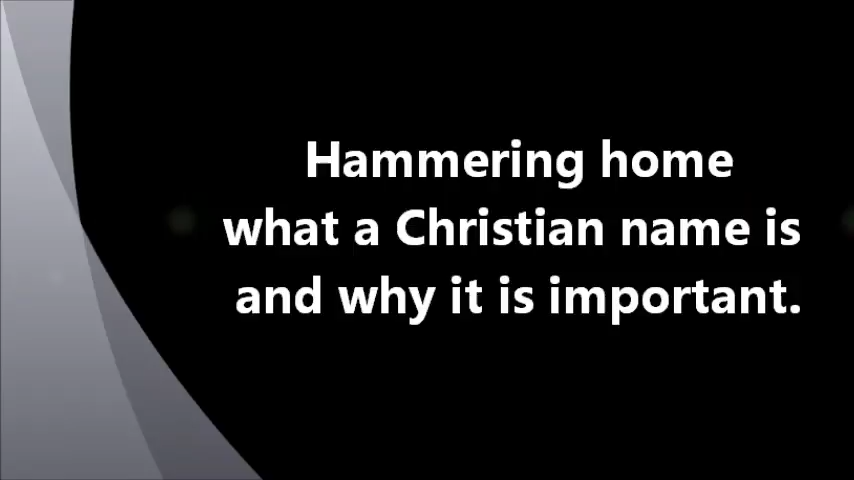 Hammering home
what a Christian name is
and why it is important.